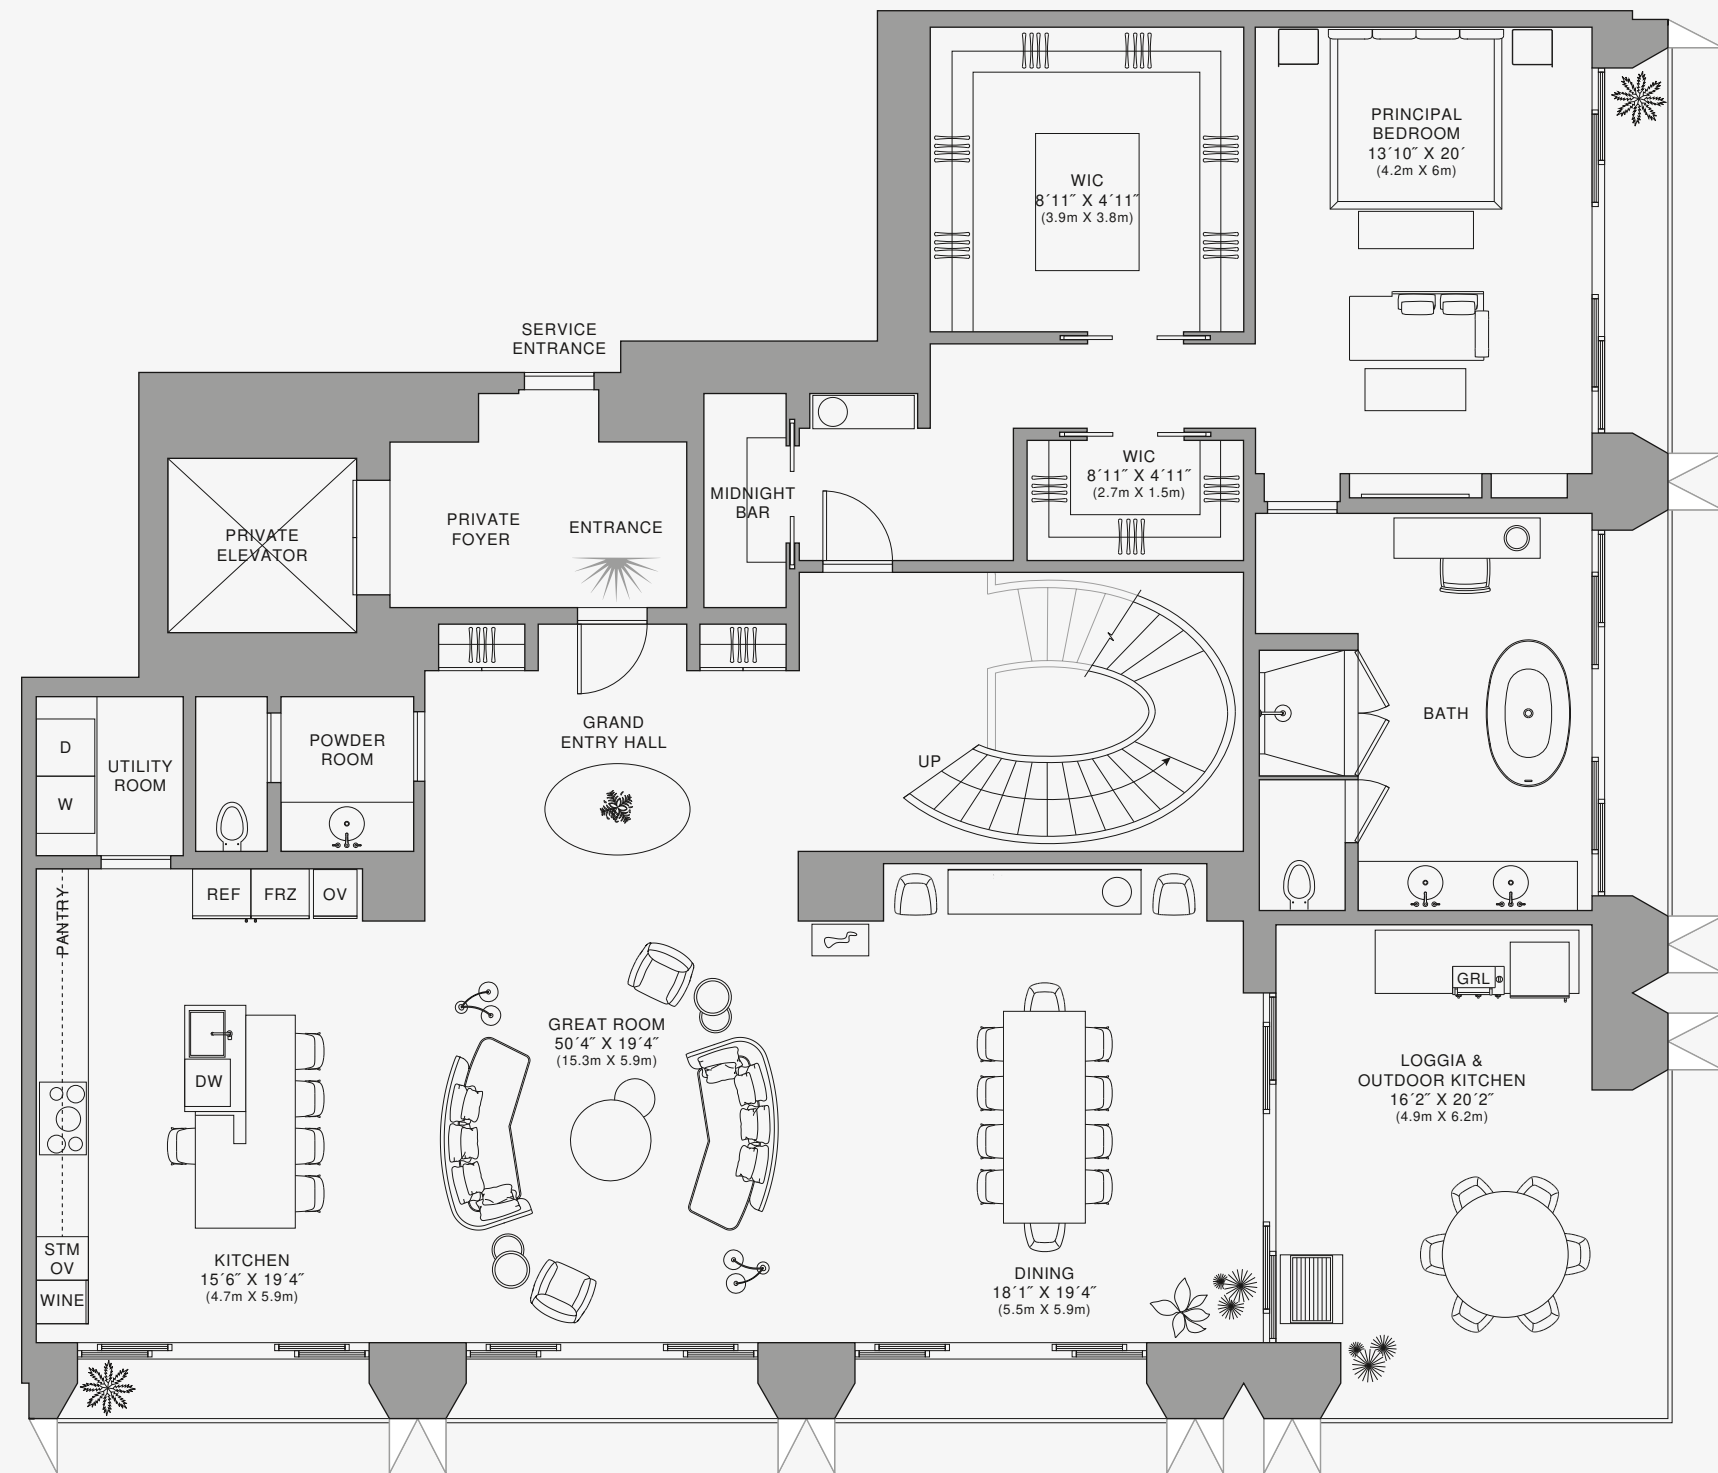 PRINCIPAL
BEDROOM
13´10˝ X 20´
(4.2m X 6m)
WIC
8´11˝ X 4´11˝
(3.9m X 3.8m)
SERVICE
ENTRANCE
WIC
8´11˝ X 4´11˝
(2.7m X 1.5m)
MIDNIGHT
BAR
PRIVATE
ELEVATOR
PRIVATE
FOYER
ENTRANCE
GRAND
ENTRY HALL
UP
BATH
D
W
UTILITY
ROOM
POWDER
ROOM
PANTRY
REF
FRZ
OV
GRL
DW
GREAT ROOM
50´4˝ X 19´4˝
(15.3m X 5.9m)
LOGGIA &
OUTDOOR KITCHEN
16´2˝ X 20´2˝
(4.9m X 6.2m)
STM
OV
WINE
KITCHEN
15´6˝ X 19´4˝
(4.7m X 5.9m)
DINING
18´1˝ X 19´4˝
(5.5m X 5.9m)